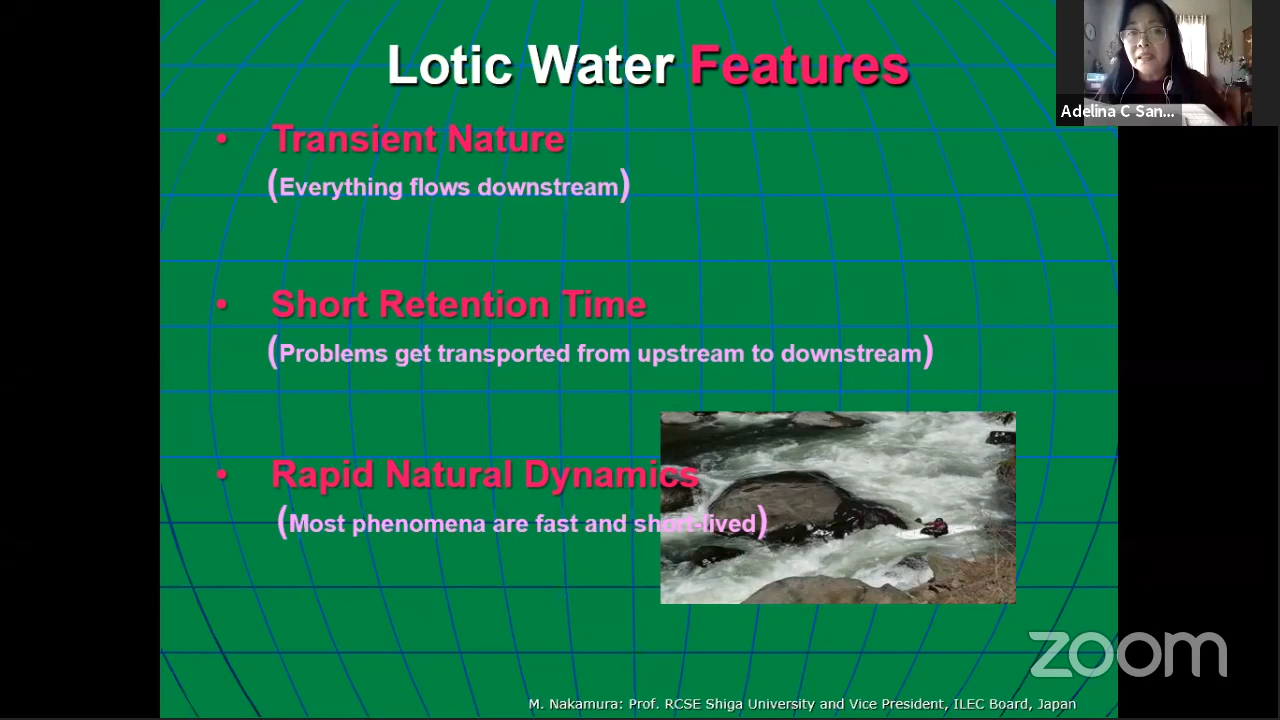 Lotic Water Features
• Transient Nature
(Everything flows downstream)
• Short Retention Time
(Problems get transported from upstream to downstream)
• Rapid Natural Dynamics
(Most phenomena are fast and short-lived)
M. Nakamura: Prof. RCSE Shiga University and Vice President, ILEC Board, Japan
Adelina C San...
zoom